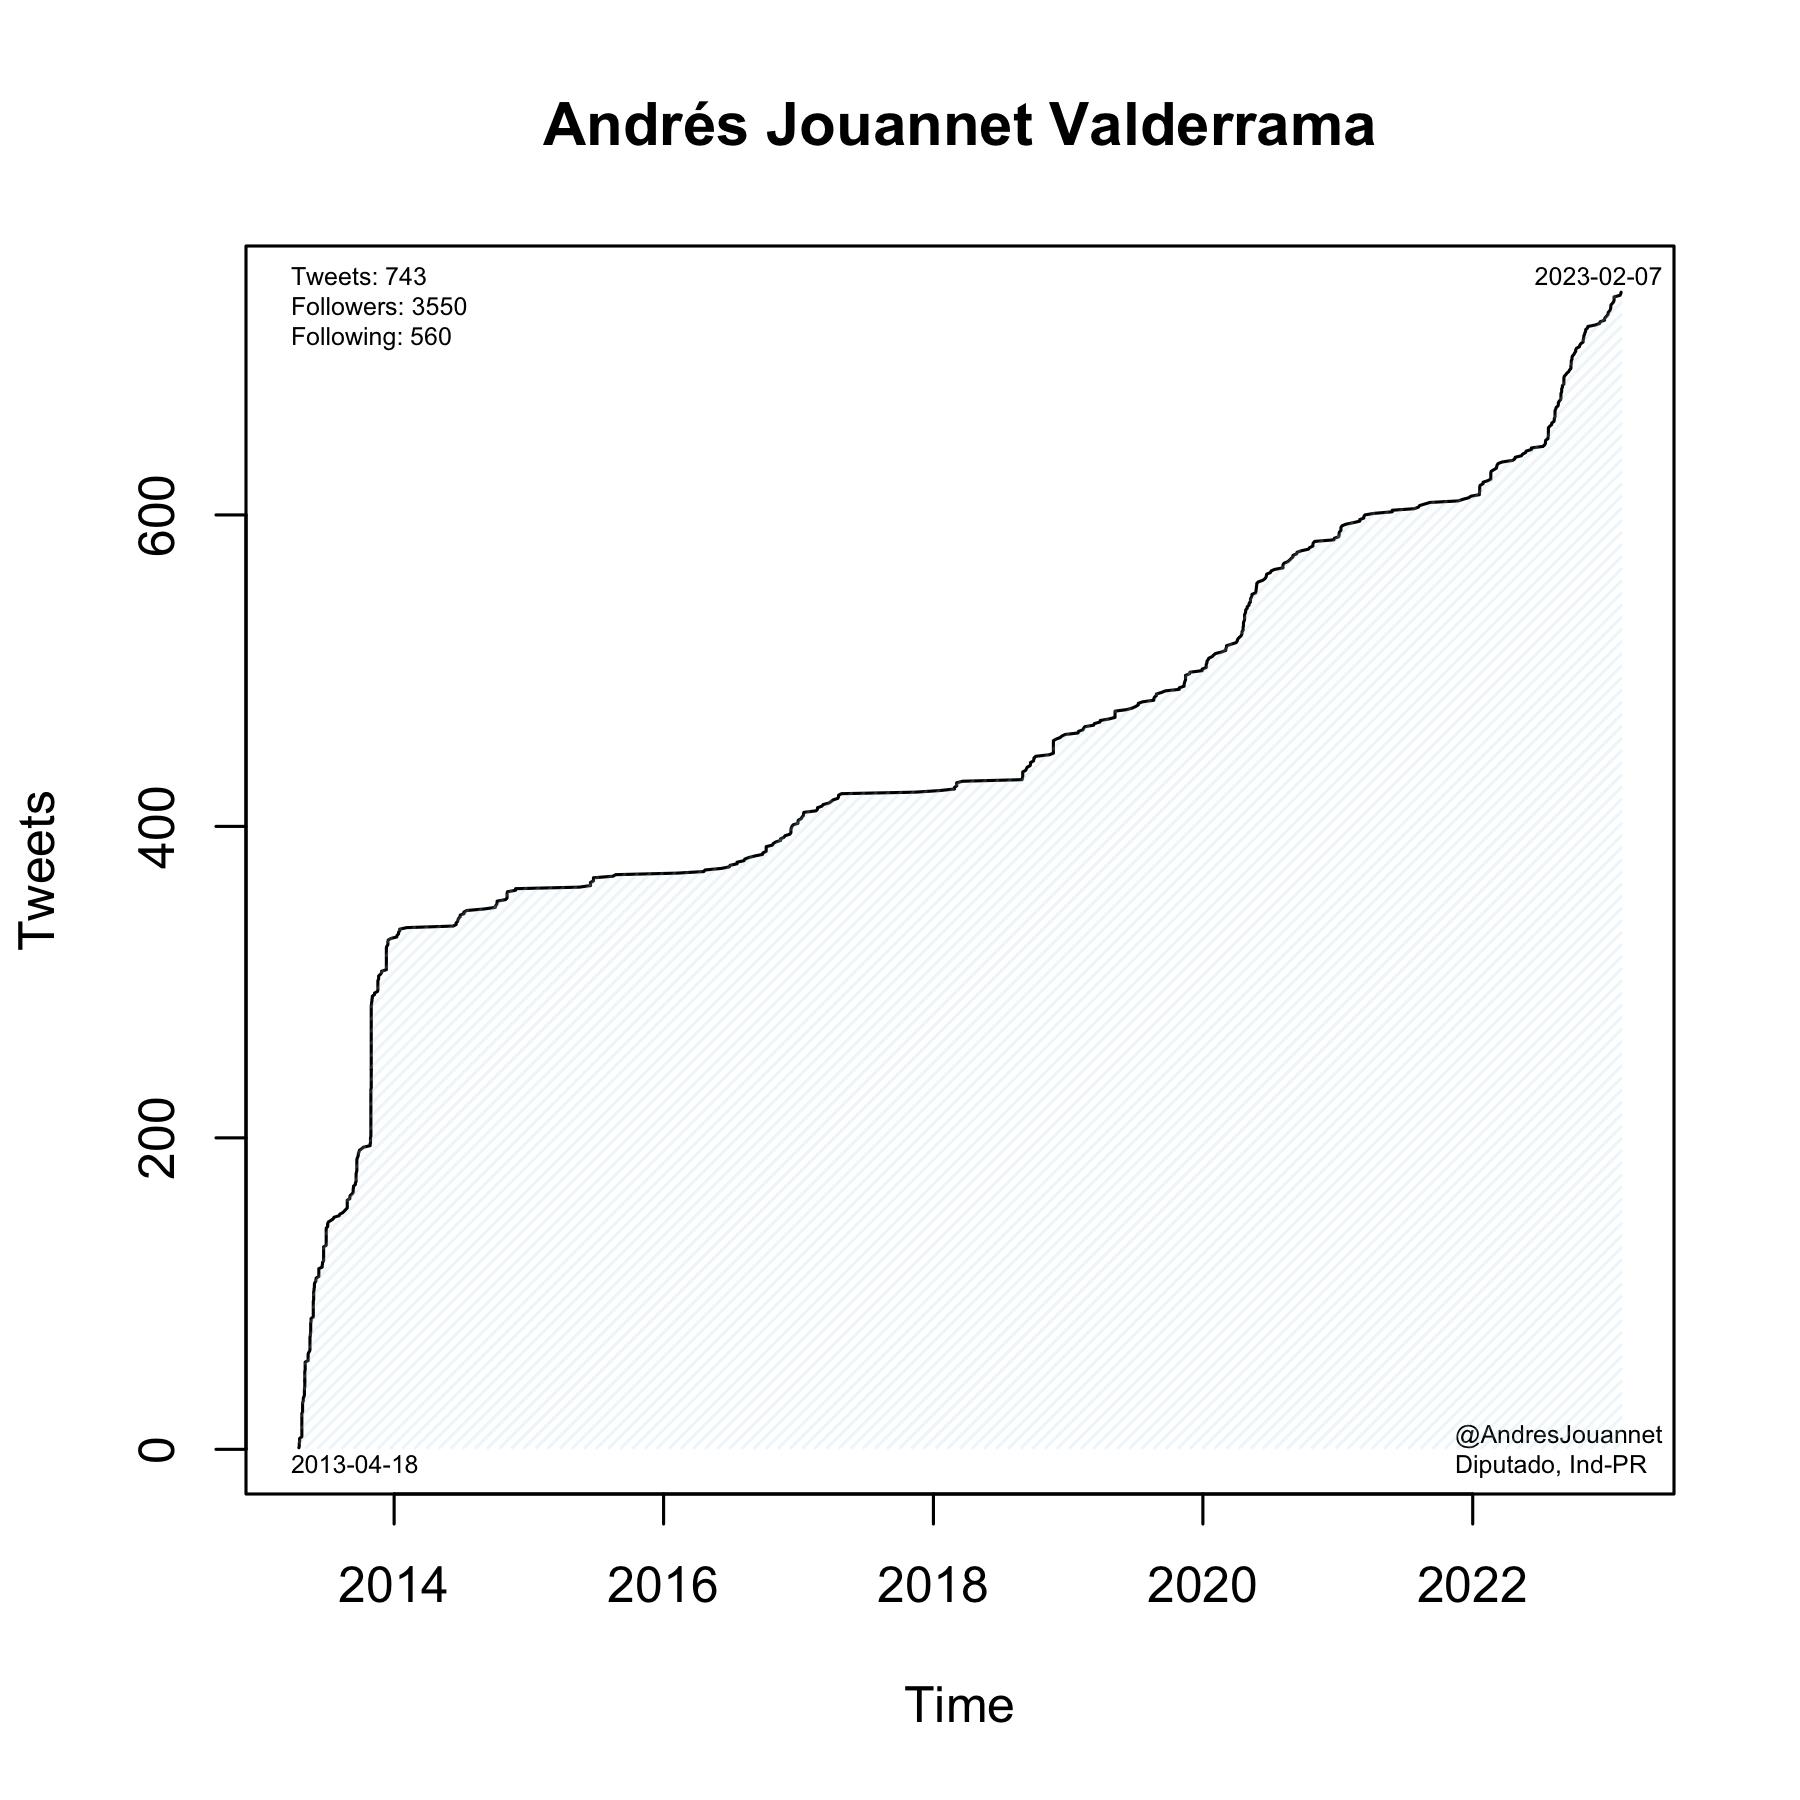 Andrés Jouannet Valderrama
Tweets: 743
Followers: 3550
Following: 560
2023-02-07
600
400
200
0
Tweets
2013-04-18
@AndresJouannet
Diputado, Ind-PR
2014
2016
2018
2020
2022
Time